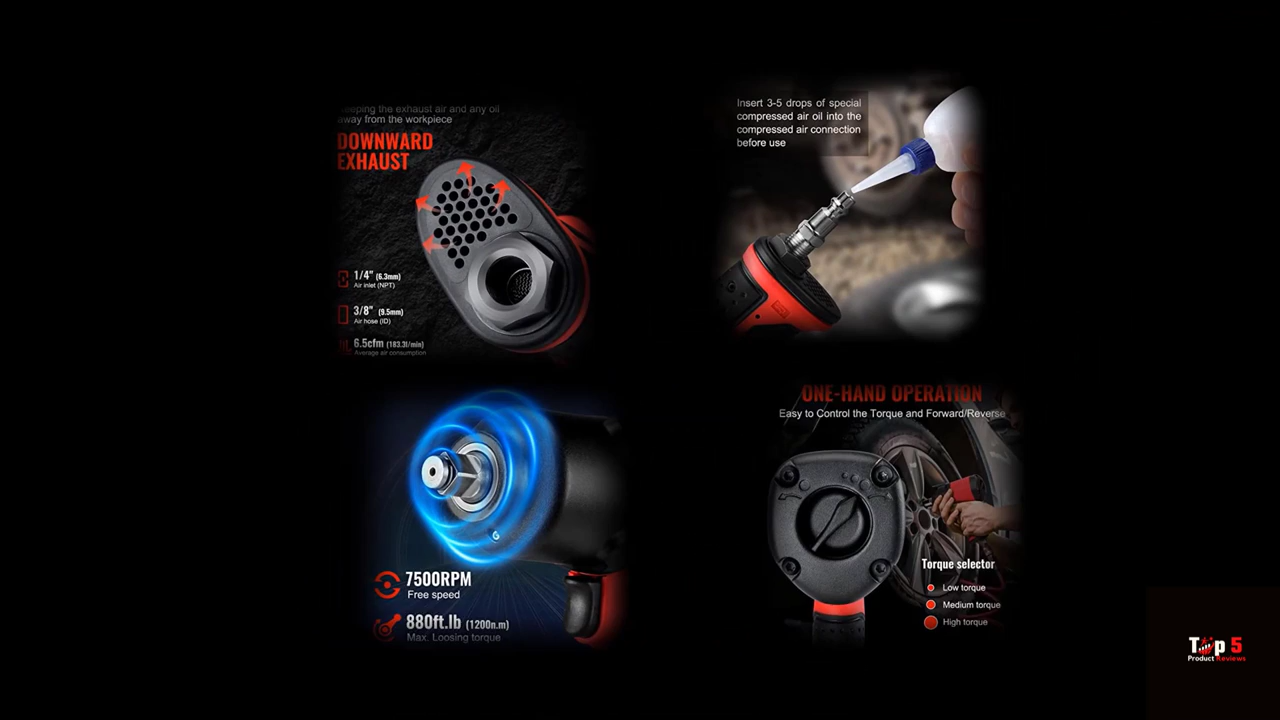 keeping the exhaust air and any oil
away from the workpiece
DOWNWARD
EXHAUST
1/4" (6.3mm)
Air inlet (NPT)
3/8" (9.5mm)
Air hose (ID)
6.5cfm (183.3l/min)
Average air consumption
Insert 3-5 drops of special
compressed air oil into the
compressed air connection
before use
7500RPM
Free speed
880ft.lb (1200n.m)
Max. Loosing torque
ONE-HAND OPERATION
Easy to Control the Torque and Forward/Reverse
Torque selector
Low torque
Medium torque
High torque
Top 5
Product Reviews